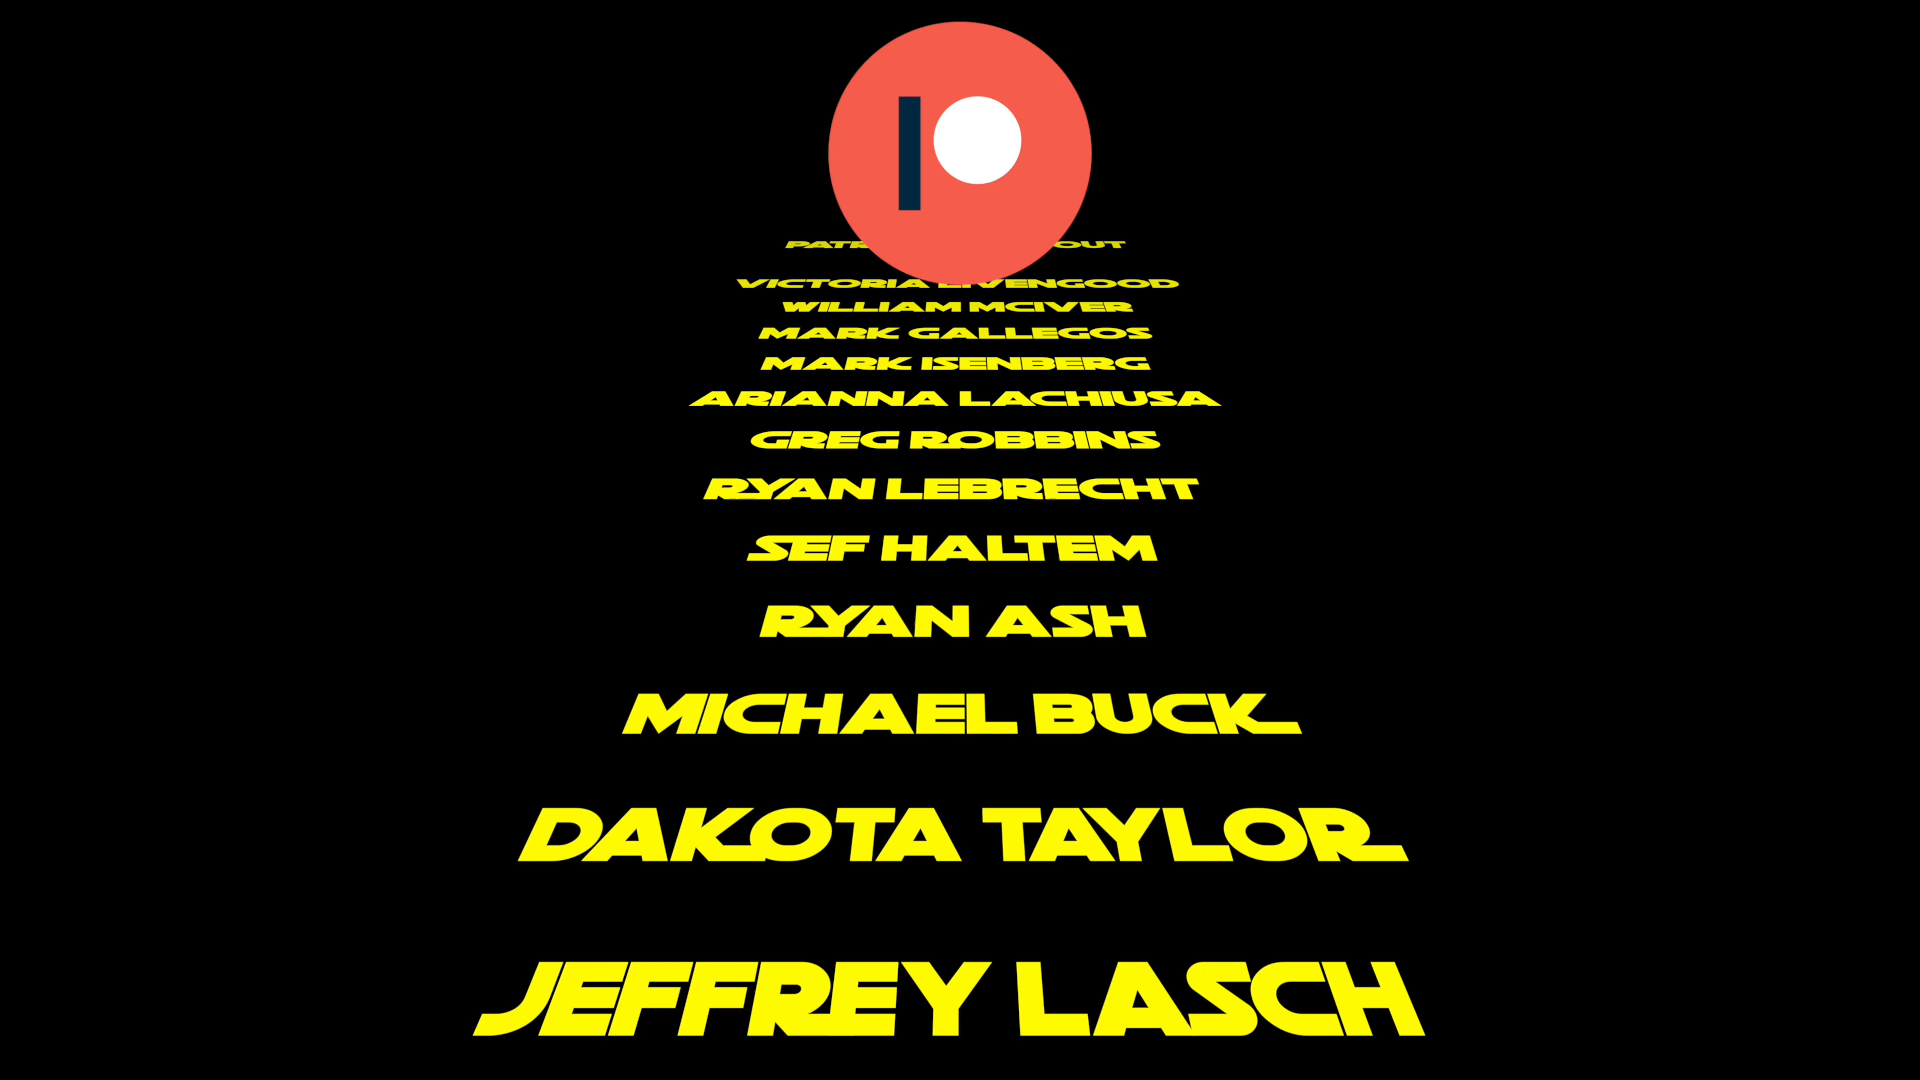 VICTORIA LIVENGOOD
WILLIAM MCIVER
MARK GALLEGOS
MARK ISENBERG
ARIANNA LACHIUSA
GREG ROBBINS
RYAN LEBRECHT
SEF HALTEM
RYAN ASH
MICHAEL BUCK
DAKOTA TAYLOR
JEFFREY LASCH